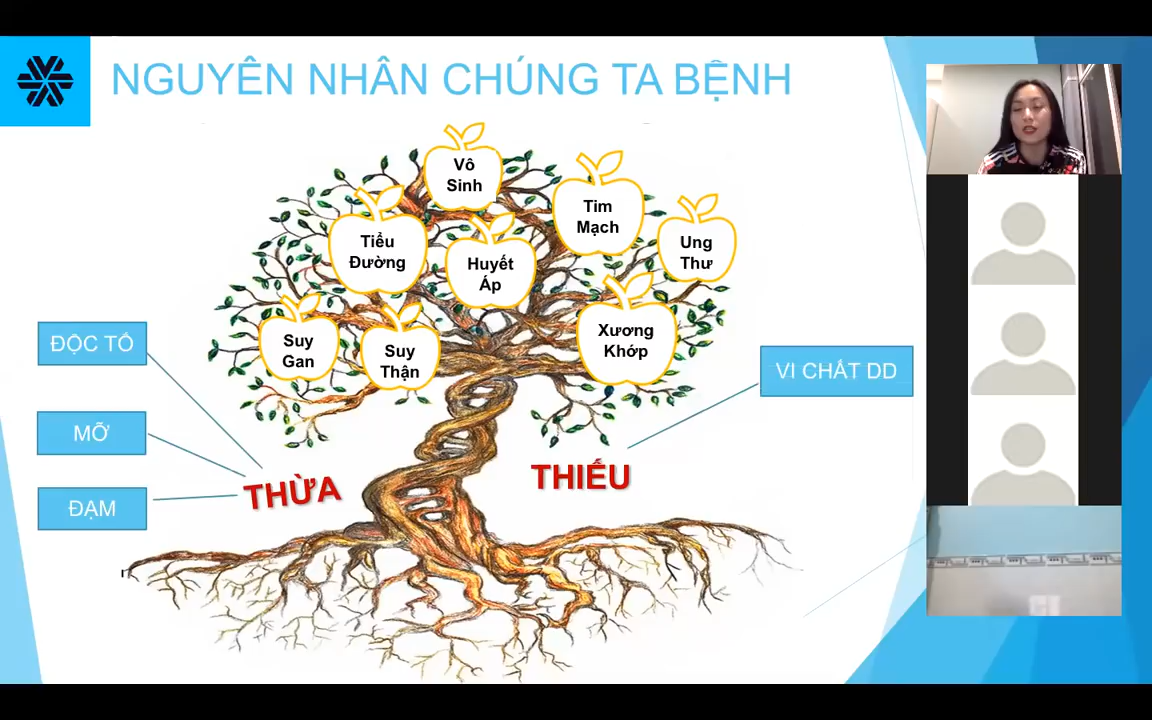 NGUYÊN NHÂN CHÚNG TA BỆNH
Vô
Sinh
Tim
Mạch
Tiểu
Đường
Ung
Thư
Huyết
Áp
Suy
Gan
Suy
Thận
Xương
Khớp
ĐỘC TỐ
MỠ
ĐẠM
THỪA
THIẾU
VI CHẤT DD